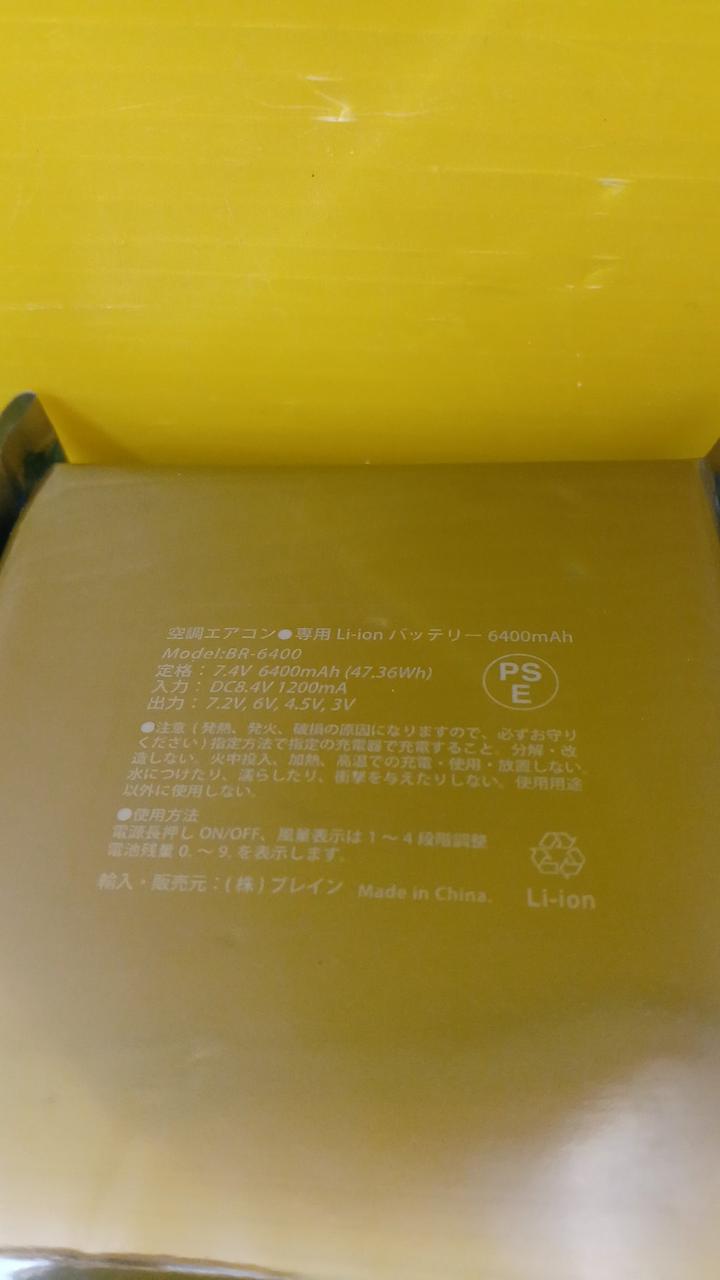 空調エアコン●専用 Li-ion バッテリー 6400mAh
Model:BR-6400
定格：7.4V 6400mAh (47.36Wh)
入力：DC8.4V 1200mA
出力：7.2V, 6V, 4.5V, 3V
PS
E
●注意 ( 発熱、発火、破損の原因になりますので、必ずお守り
ください ) 指定方法で指定の充電器で充電すること。分解・改
造しない。火中投入、加熱、高温での充電・使用・放置しない。
水につけたり、濡らしたり、衝撃を与えたりしない。使用用途
以外に使用しない。
●使用方法
電源長押し ON/OFF、風量表示は 1 ～ 4 段階調整
電池残量 0. ～ 9. を表示します。
輸入・販売元：( 株 ) ブレイン Made in China.
Li-ion